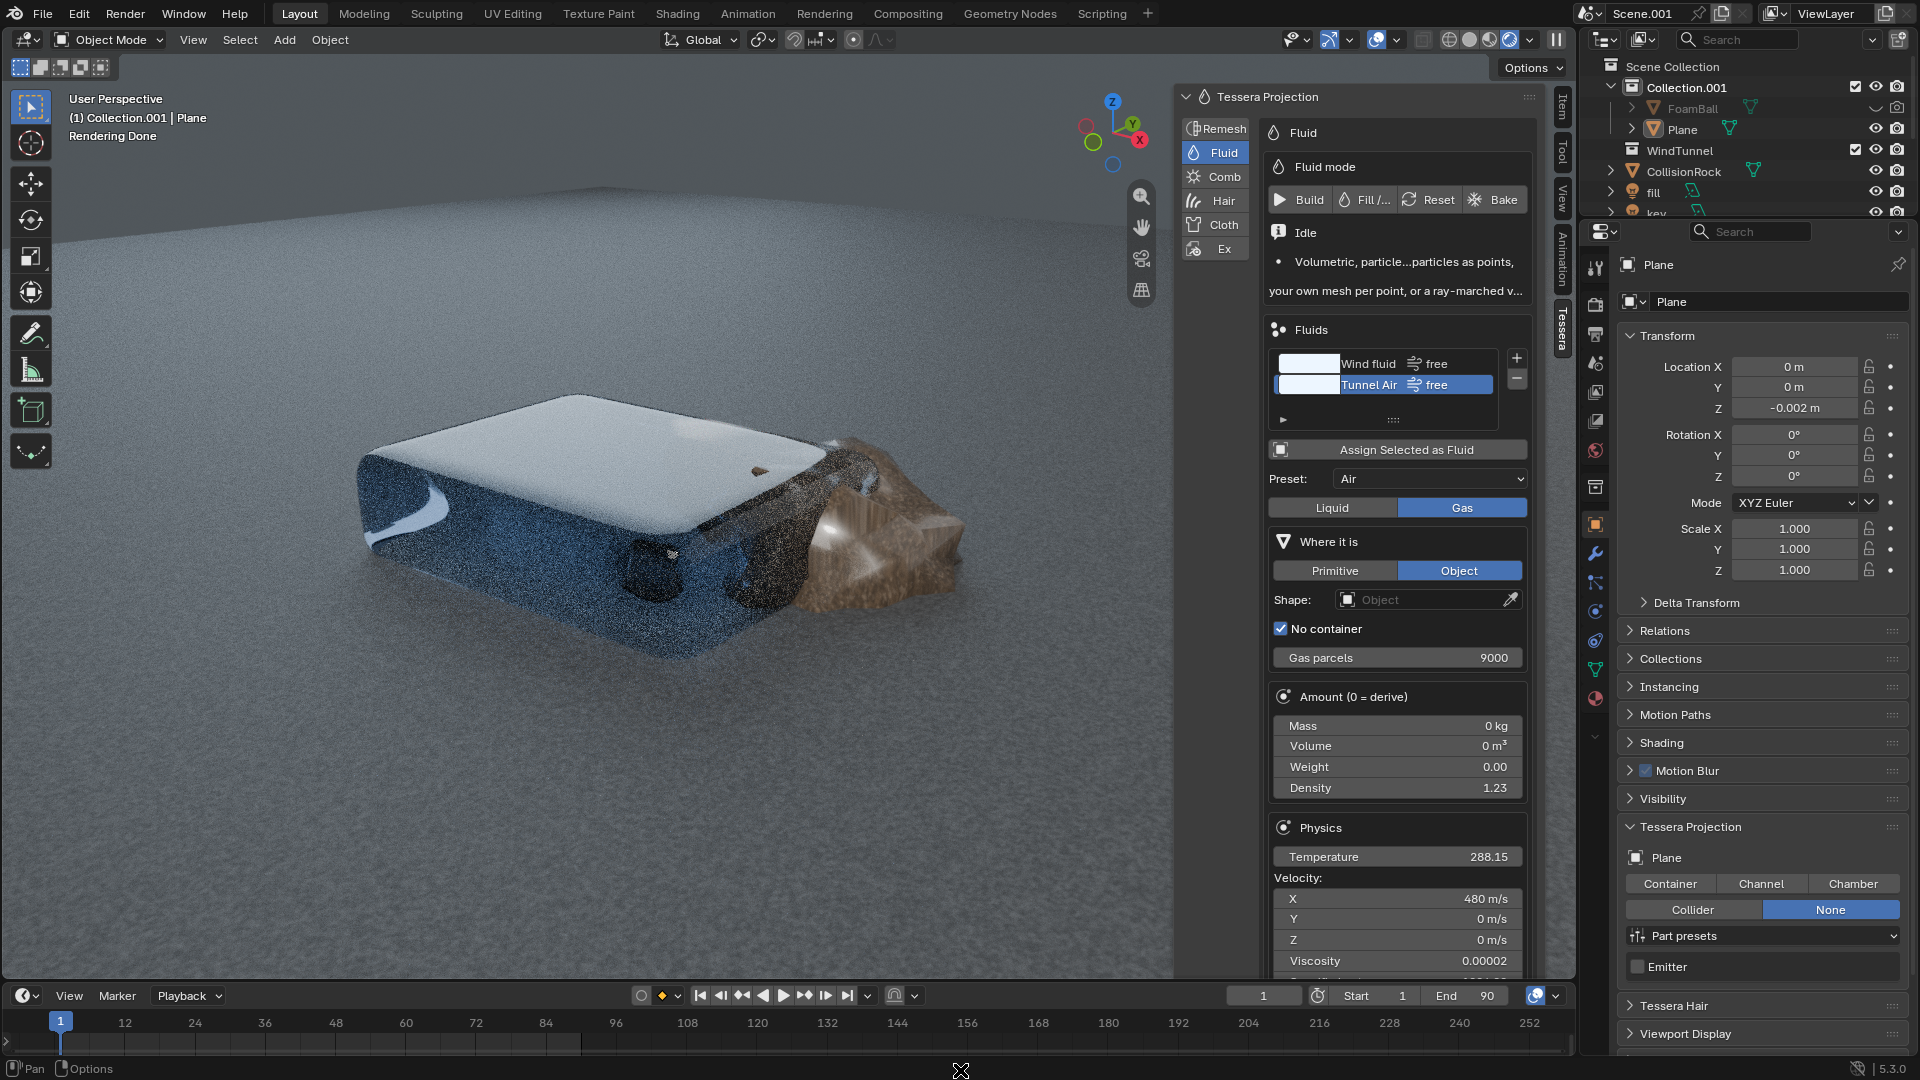 File Edit Render Window Help Layout Modeling Sculpting UV Editing Texture Paint Shading Animation Rendering Compositing Geometry Nodes Scripting + Scene.001 ViewLayer
Object Mode View Select Add Object Global Search
Options
User Perspective
(1) Collection.001 | Plane
Rendering Done
Z
Y
X
Tessera Projection
Remesh
Fluid
Comb
Hair
Cloth
Ex
Fluid
Fluid mode
Build Fill /... Reset Bake
Idle
• Volumetric, particle...particles as points,
your own mesh per point, or a ray-marched v...
Fluids
Wind fluid free
Tunnel Air free
Assign Selected as Fluid
Preset: Air
Liquid Gas
Where it is
Primitive Object
Shape: Object
No container
Gas parcels 9000
Amount (0 = derive)
Mass 0 kg
Volume 0 m³
Weight 0.00
Density 1.23
Physics
Temperature 288.15
Velocity:
X 480 m/s
Y 0 m/s
Z 0 m/s
Viscosity 0.00002
Item
Tool
View
Animation
Tessera
Scene Collection
Collection.001
FoamBall
Plane
WindTunnel
CollisionRock
fill
key
Search
Plane
Plane
Transform
Location X 0 m
Y 0 m
Z -0.002 m
Rotation X 0°
Y 0°
Z 0°
Mode XYZ Euler
Scale X 1.000
Y 1.000
Z 1.000
Delta Transform
Relations
Collections
Instancing
Motion Paths
Shading
Motion Blur
Visibility
Tessera Projection
Plane
Container Channel Chamber
Collider None
Part presets
Emitter
Tessera Hair
Viewport Display
View Marker Playback 1 Start 1 End 90
1 12 24 36 48 60 72 84 96 108 120 132 144 156 168 180 192 204 216 228 240 252
Pan Options 5.3.0